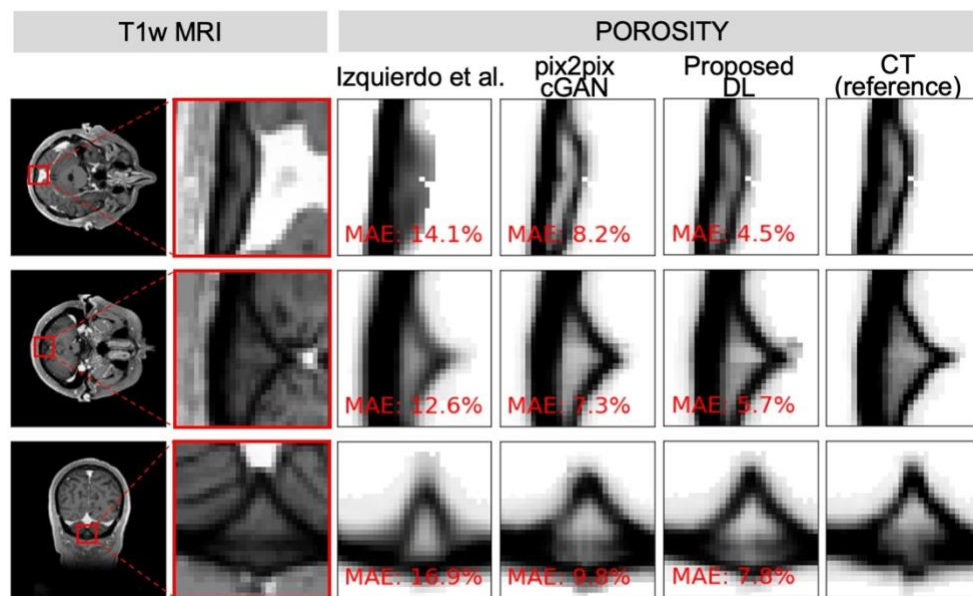 T1w MRI
POROSITY
Izquierdo et al.
pix2pix
cGAN
Proposed
DL
CT
(reference)
MAE: 14.1%
MAE: 8.2%
MAE: 4.5%
MAE: 12.6%
MAE: 7.3%
MAE: 5.7%
MAE: 16.9%
MAE: 9.8%
MAE: 7.8%